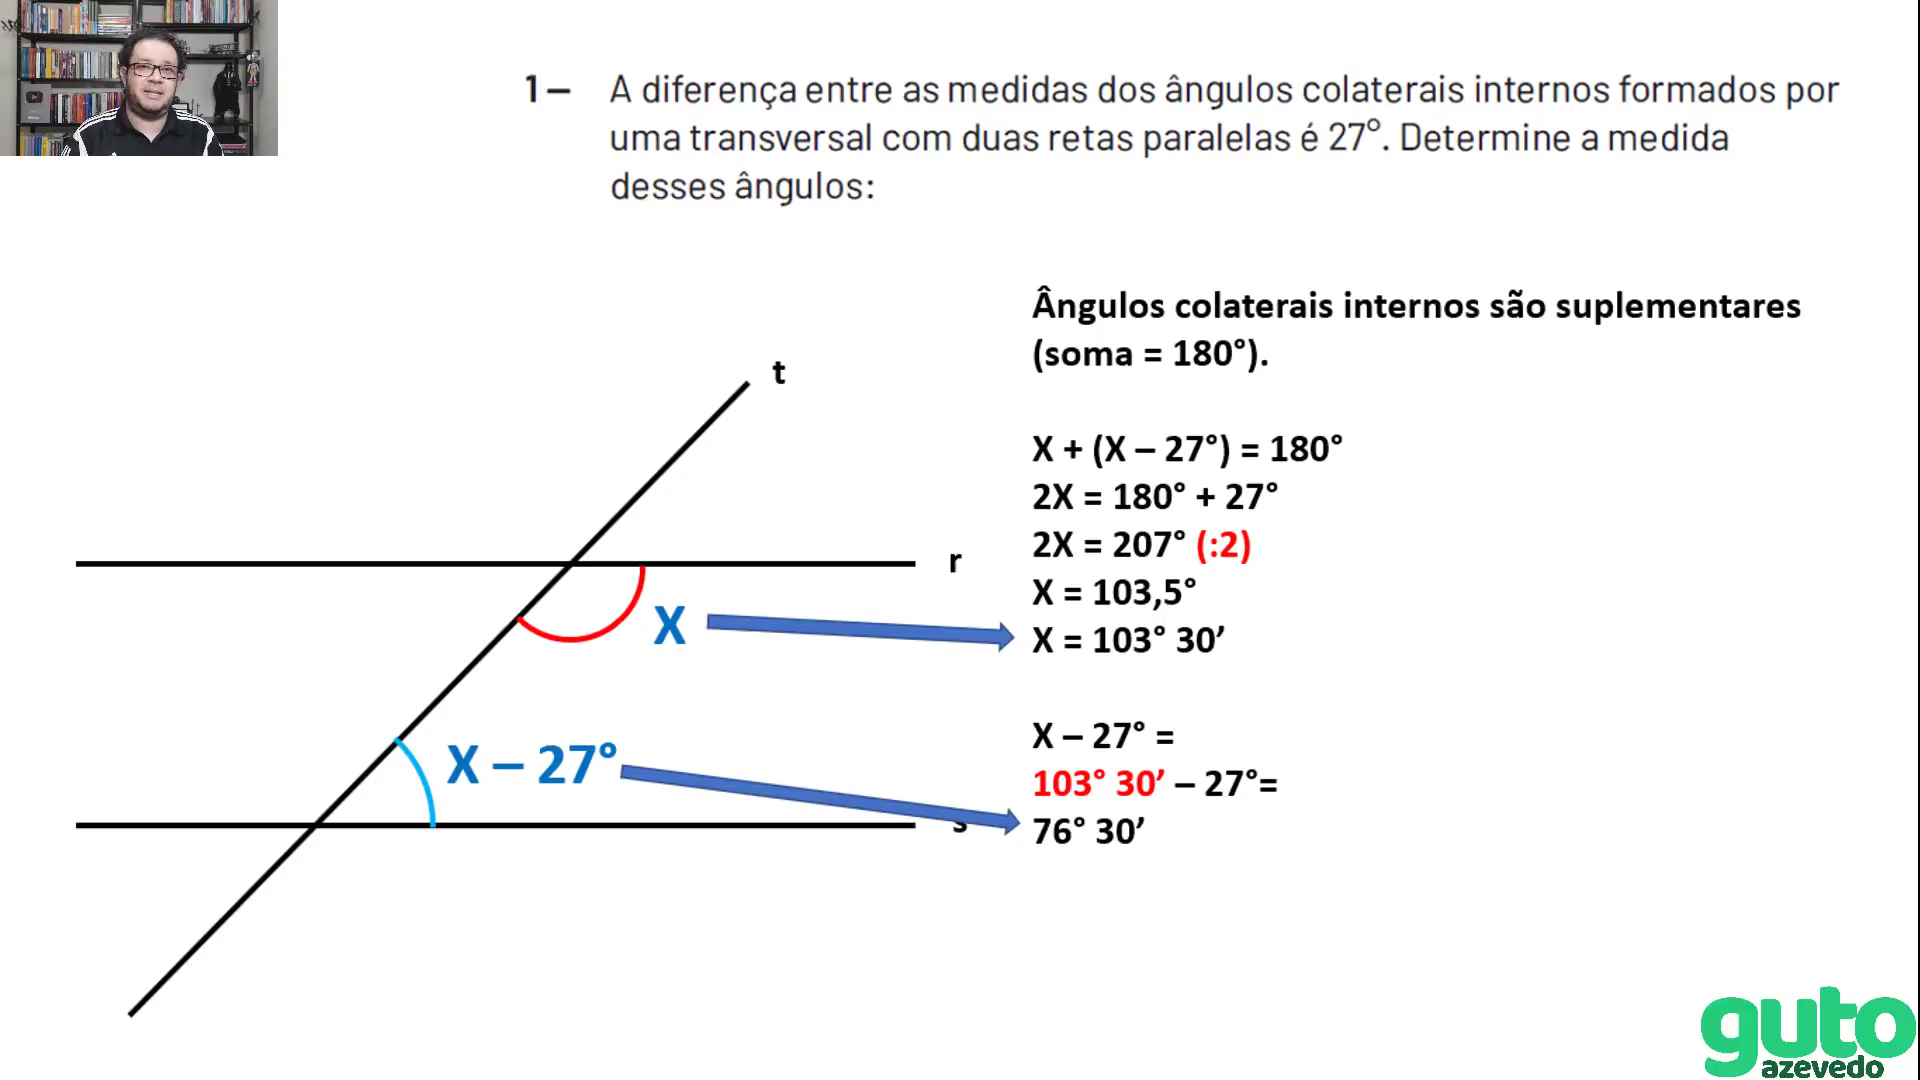 1 – A diferença entre as medidas dos ângulos colaterais internos formados por
uma transversal com duas retas paralelas é 27°. Determine a medida
desses ângulos:
Ângulos colaterais internos são suplementares
(soma = 180°).
t
X + (X – 27°) = 180°
2X = 180° + 27°
2X = 207° (:2)
r
X = 103,5°
X
X = 103° 30’
X – 27° =
X – 27°
103° 30’ – 27°=
s
76° 30’
guto
azevedo